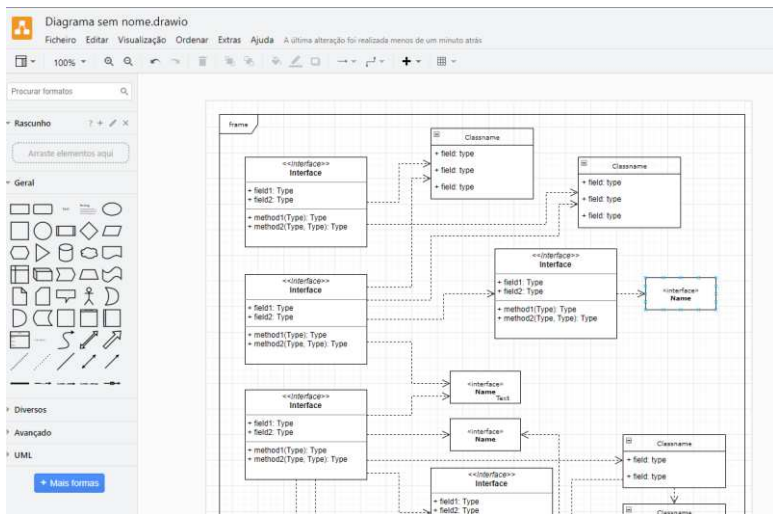 Diagrama sem nome.drawio
Ficheiro Editar Visualização Ordenar Extras Ajuda A última alteração foi realizada menos de um minuto atrás
100%
Procurar formatos
Rascunho
Arraste elementos aqui
Geral
Diversos
Avançado
UML
+ Mais formas
frame
Classname
+ field: type
+ field: type
+ field: type
<<Interface>>
Interface
+ field1: Type
+ field2: Type
+ method1(Type): Type
+ method2(Type, Type): Type
Classname
+ field: type
+ field: type
+ field: type
<<Interface>>
Interface
+ field1: Type
+ field2: Type
+ method1(Type): Type
+ method2(Type, Type): Type
<<Interface>>
Interface
+ field1: Type
+ field2: Type
+ method1(Type): Type
+ method2(Type, Type): Type
<interface>
Name
<interface>
Name
Text
<<Interface>>
Interface
+ field1: Type
+ field2: Type
+ method1(Type): Type
+ method2(Type, Type): Type
<interface>
Name
Classname
+ field: type
+ field: type
<<Interface>>
Interface
+ field1: Type
+ field2: Type
Classname